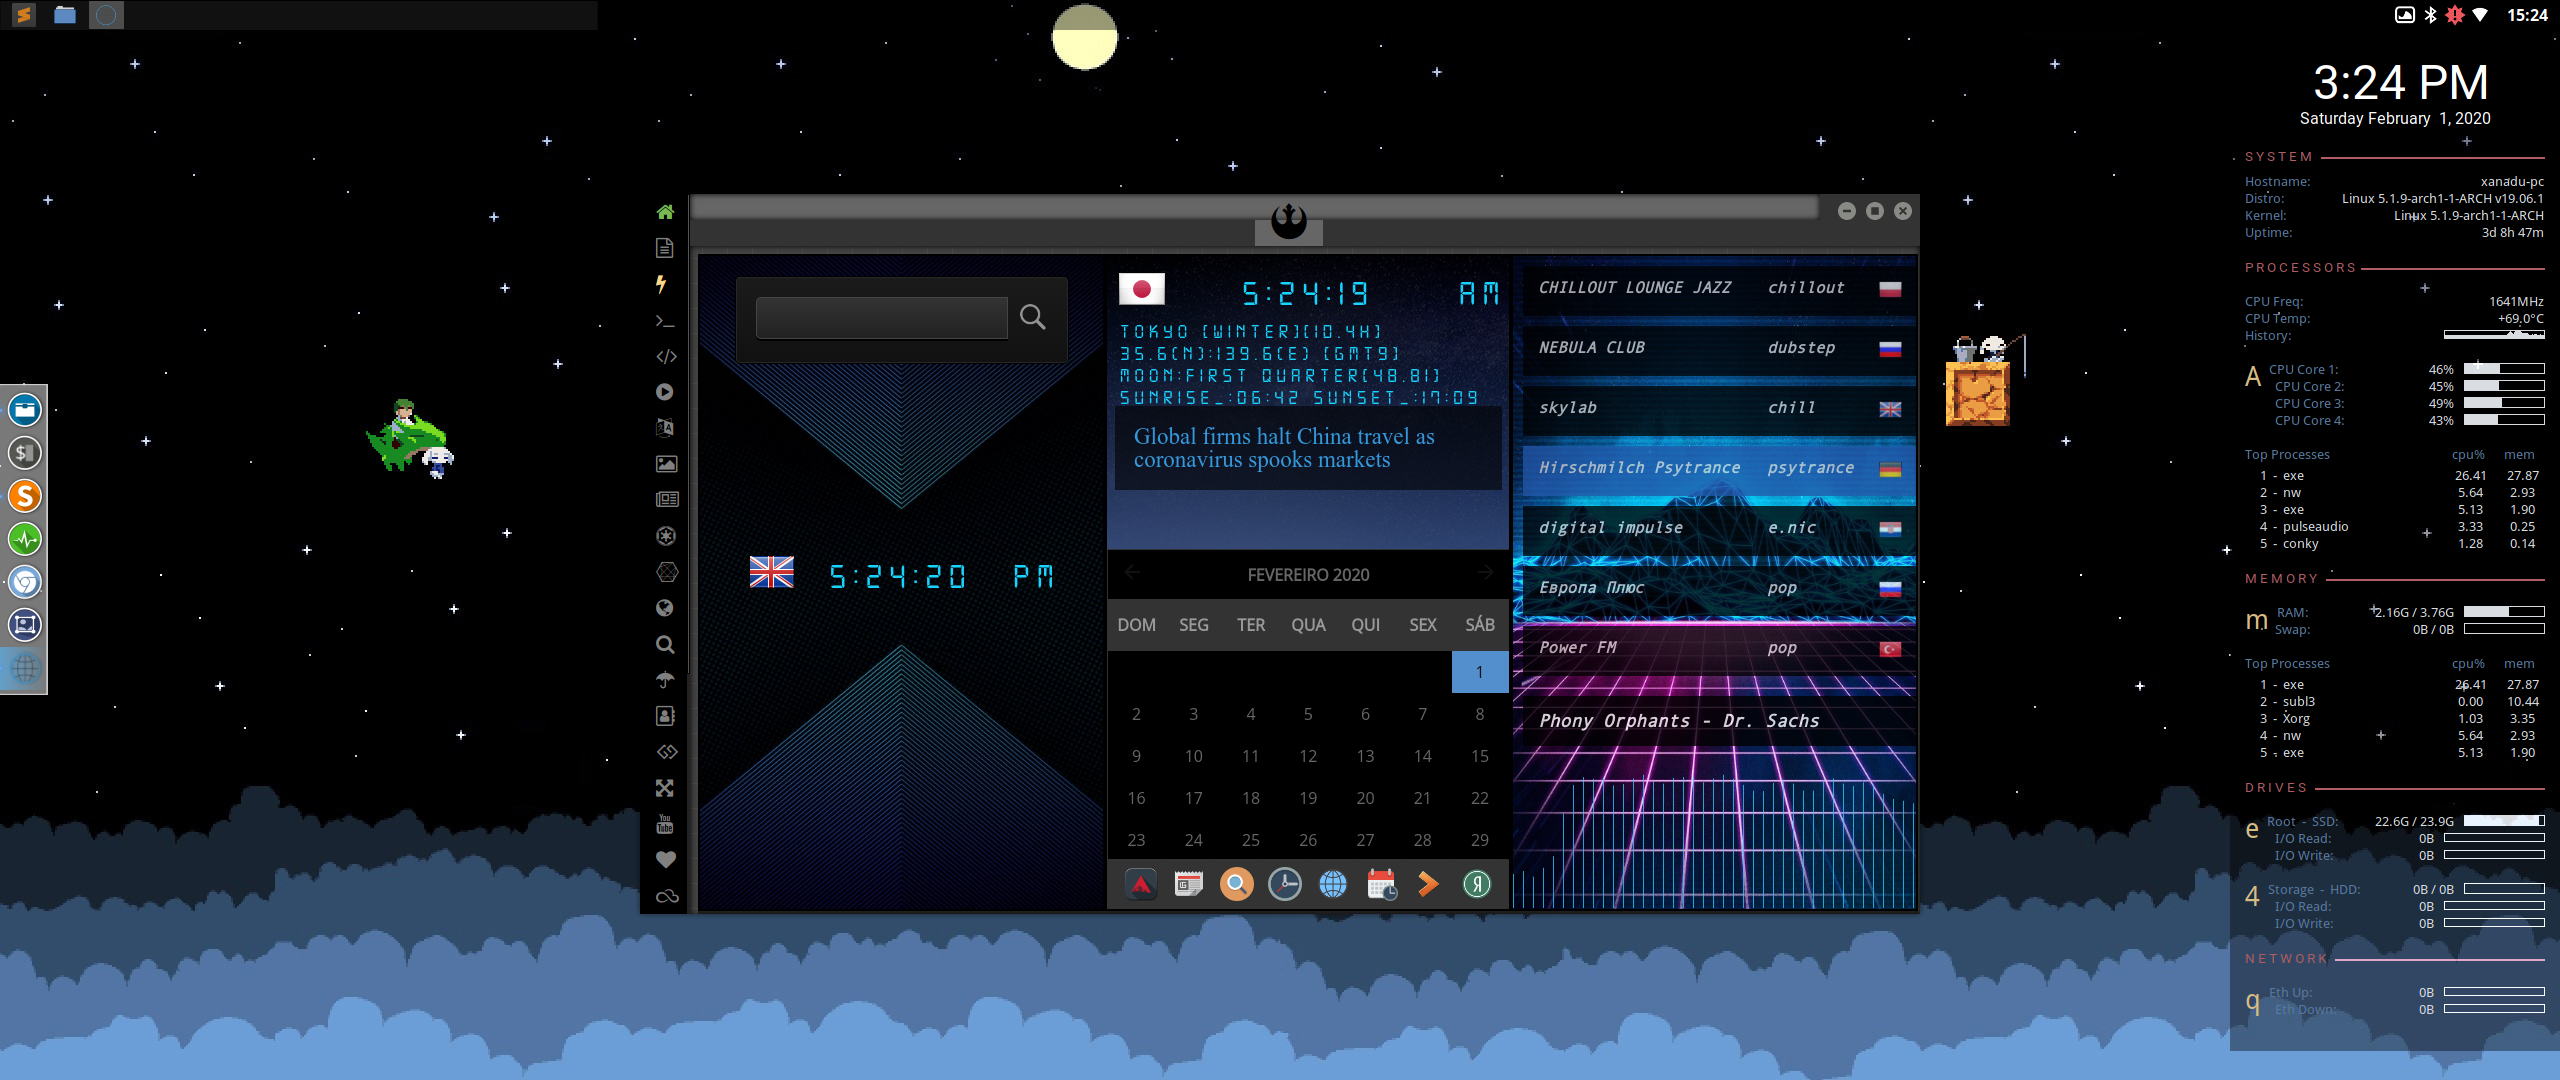 15:24
3:24 PM
Saturday February 1, 2020
SYSTEM
Hostname: xanadu-pc
Distro: Linux 5.1.9-arch1-1-ARCH v19.06.1
Kernel: Linux 5.1.9-arch1-1-ARCH
Uptime: 3d 8h 47m
PROCESSORS
CPU Freq: 1641MHz
CPU Temp: +69.0°C
History:
A CPU Core 1: 46%
CPU Core 2: 45%
CPU Core 3: 49%
CPU Core 4: 43%
Top Processes cpu% mem
1 - exe 26.41 27.87
2 - nw 5.64 2.93
3 - exe 5.13 1.90
4 - pulseaudio 3.33 0.25
5 - conky 1.28 0.14
MEMORY
m RAM: 2.16G / 3.76G
Swap: 0B / 0B
Top Processes cpu% mem
1 - exe 26.41 27.87
2 - subl3 0.00 10.44
3 - Xorg 1.03 3.35
4 - nw 5.64 2.93
5 - exe 5.13 1.90
DRIVES
e Root - SSD: 22.6G / 23.9G
I/O Read: 0B
I/O Write: 0B
4 Storage - HDD: 0B / 0B
I/O Read: 0B
I/O Write: 0B
NETWORK
q Eth Up: 0B
Eth Down: 0B
You
Tube
5:24:20 PM
5:24:19 AM
TOKYO (WINTER)(10.4H)
35.6(N):139.6(E) (GMT9)
MOON:FIRST QUARTER(48.81)
SUNRISE_:06:42 SUNSET_:17:09
Global firms halt China travel as
coronavirus spooks markets
FEVEREIRO 2020
DOM SEG TER QUA QUI SEX SÁB
1
2 3 4 5 6 7 8
9 10 11 12 13 14 15
16 17 18 19 20 21 22
23 24 25 26 27 28 29
Я
CHILLOUT LOUNGE JAZZ chillout
NEBULA CLUB dubstep
skylab chill
Hirschmilch Psytrance psytrance
digital impulse e.nic
Европа Плюс pop
Power FM pop
Phony Orphants - Dr. Sachs